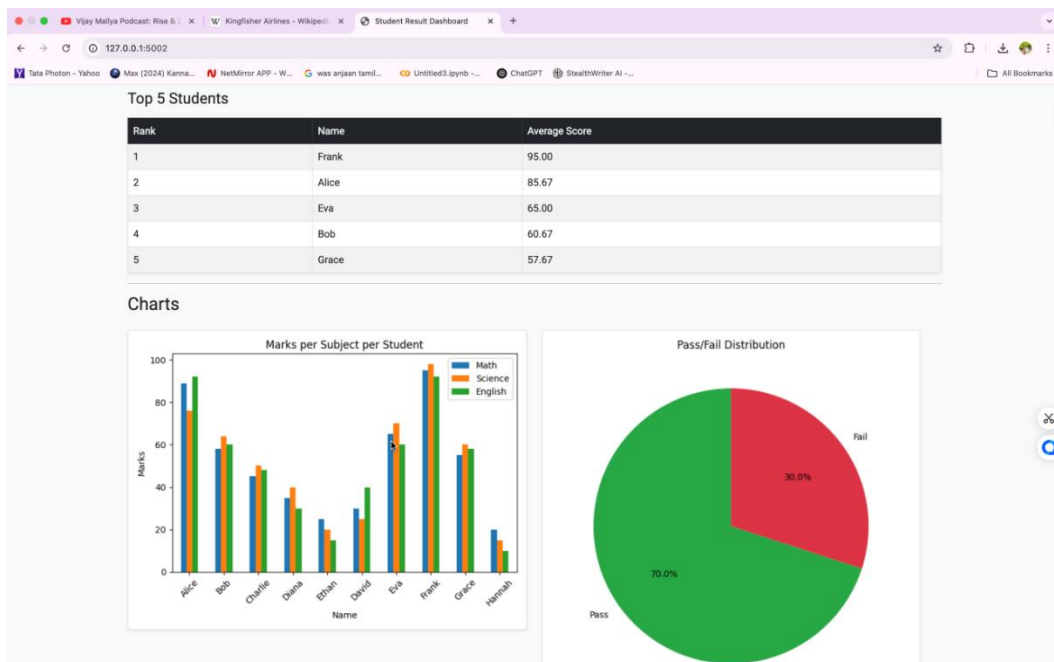 Vijay Mallya Podcast: Rise &
Kingfisher Airlines - Wikipedi
Student Result Dashboard
127.0.0.1:5002
Tata Photon - Yahoo
Max (2024) Kanna...
NetMirror APP - W...
was anjaan tamil...
Untitled3.ipynb -...
ChatGPT
StealthWriter AI -...
All Bookmarks
Top 5 Students
Rank Name Average Score
1 Frank 95.00
2 Alice 85.67
3 Eva 65.00
4 Bob 60.67
5 Grace 57.67
Charts
Marks per Subject per Student
Math
Science
English
100
80
60
40
20
0
Marks
Alice Bob Charlie Diana Ethan David Eva Frank Grace Hannah
Name
Pass/Fail Distribution
Fail
30.0%
70.0%
Pass